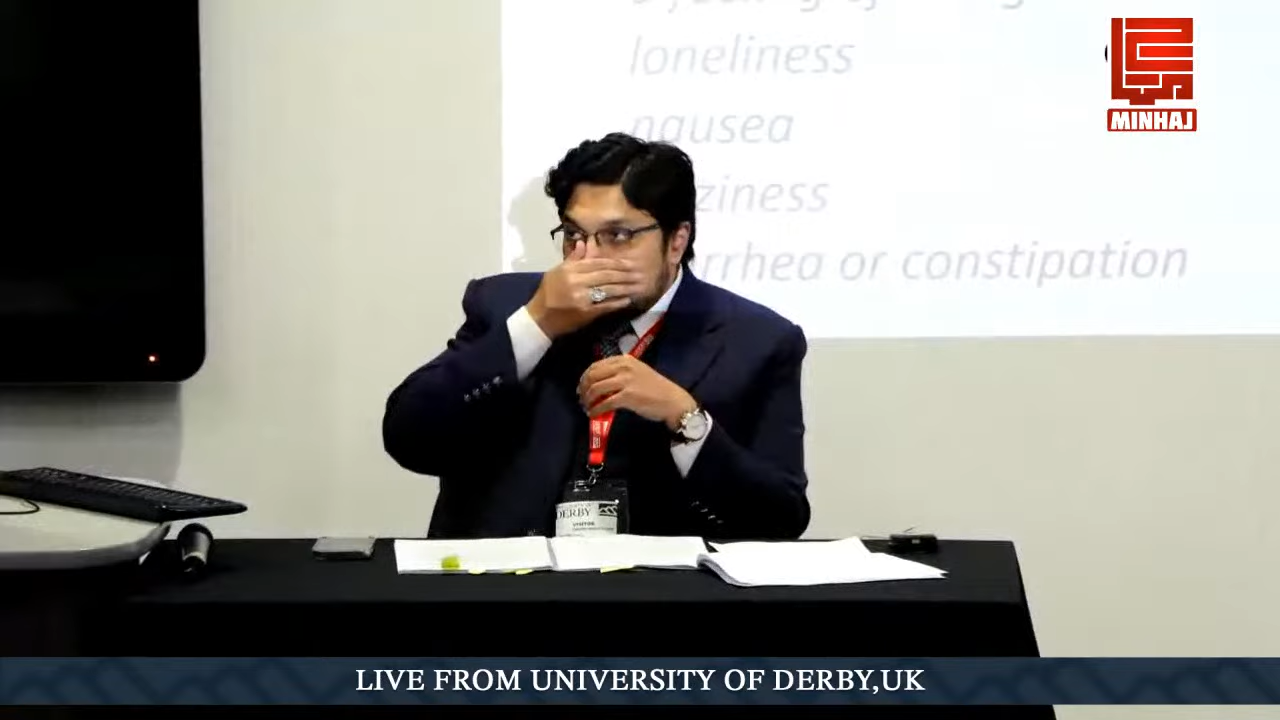 loneliness
MINHAJ
nausea
ziness
rrhea or constipation
DERBY
LIVE FROM UNIVERSITY OF DERBY,UK